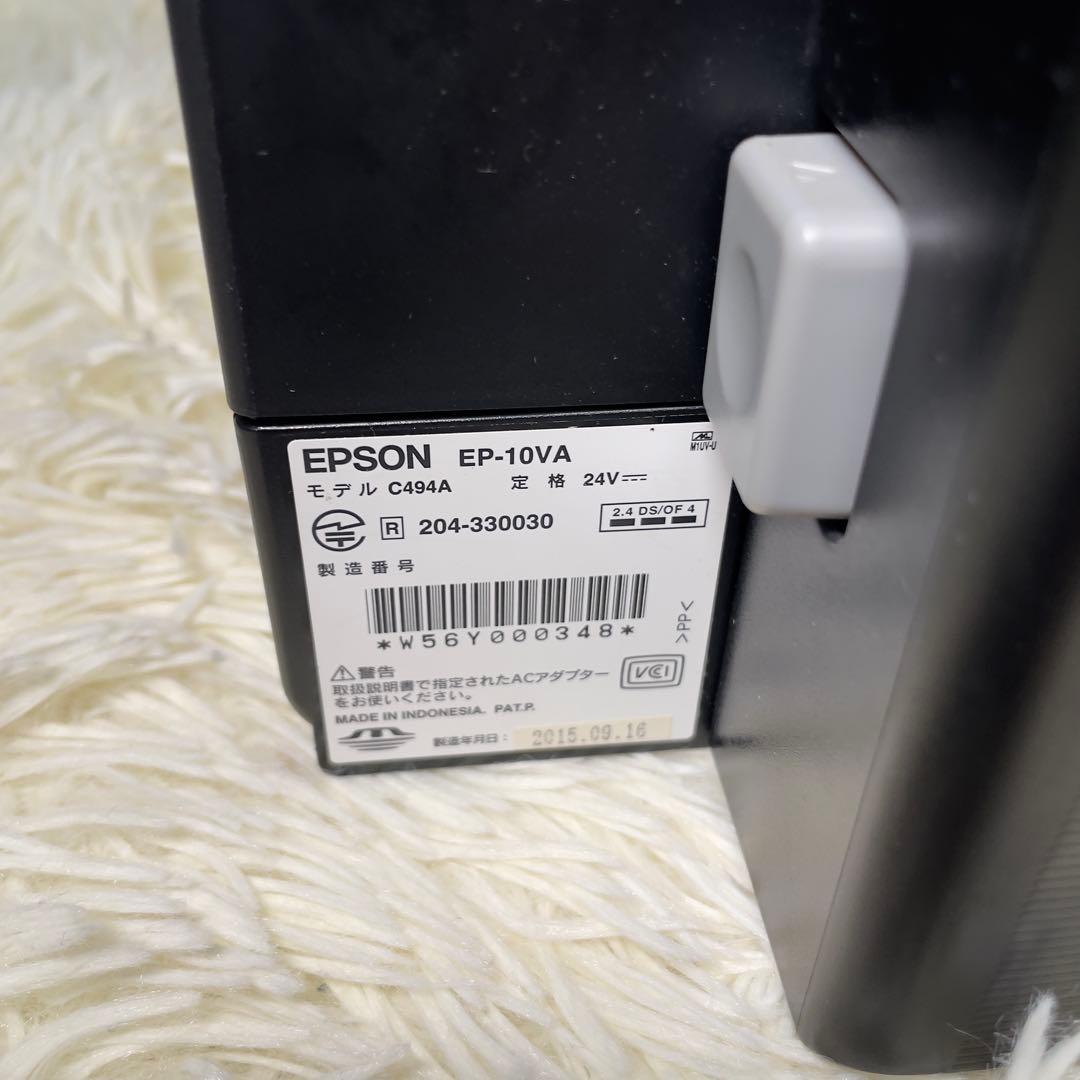 EPSON EP-10VA
M1UV-U
モデル C494A 定格 24V
R 204-330030
2.4 DS/OF 4
製造番号
*W56Y000348*
>PP<
警告
取扱説明書で指定されたACアダプター
をお使いください。
VCCI
MADE IN INDONESIA. PAT.P.
製造年月日: 2015.09.16